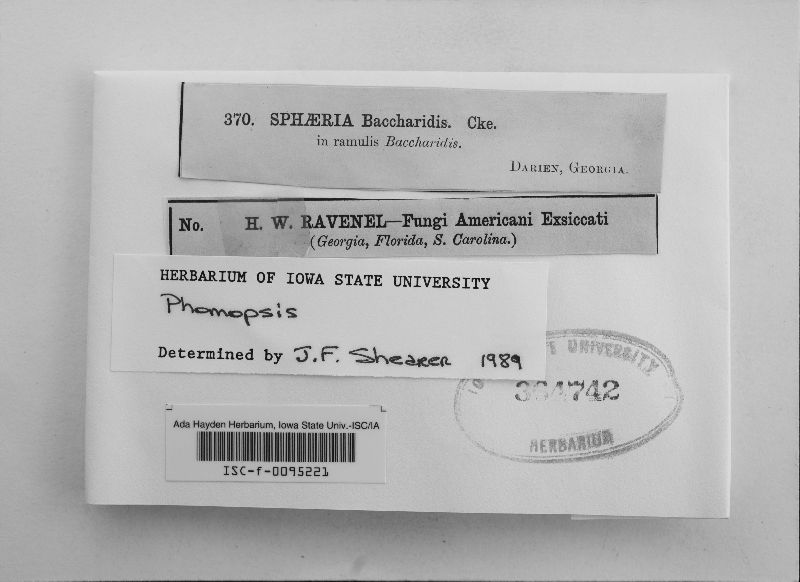 370. SPHÆRIA Baccharidis. Cke.
in ramulis Baccharidis.
DARIEN, GEORGIA.
No. H. W. RAVENEL—Fungi Americani Exsiccati
(Georgia, Florida, S. Carolina.)
HERBARIUM OF IOWA STATE UNIVERSITY
Phomopsis
Determined by J.F. Shearer 1989
UNIVERSITY
HERBARIUM
Ada Hayden Herbarium, Iowa State Univ.-ISC/IA
ISC-f-0095221